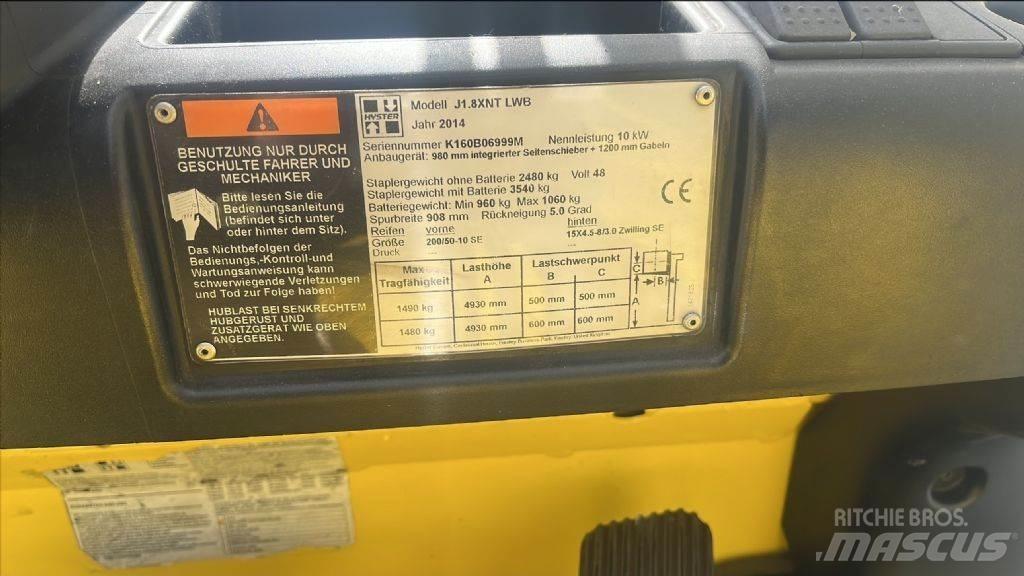 BENUTZUNG NUR DURCH
GESCHULTE FAHRER UND
MECHANIKER
Bitte lesen Sie die
Bedienungsanleitung
(befindet sich unter
oder hinter dem Sitz).
Das Nichtbefolgen der
Bedienungs,-Kontroll-und
Wartungsanweisung kann
schwerwiegende Verletzungen
und Tod zur Folge haben!
HUBLAST BEI SENKRECHTEM
HUBGERUST UND
ZUSATZGERAT WIE OBEN
ANGEGEBEN.
HYSTER
Modell J1.8XNT LWB
Jahr 2014
Seriennummer K160B06999M Nennleistung 10 kW
Anbaugerät: 980 mm integrierter Seitenschieber + 1200 mm Gabeln
Staplergewicht ohne Batterie 2480 kg Volt 48
Staplergewicht mit Batterie 3540 kg
Batteriegewicht: Min 960 kg Max 1060 kg
Spurbreite 908 mm Rückneigung 5.0 Grad
Reifen vorne hinten
Größe 200/50-10 SE 15X4.5-8/3.0 Zwilling SE
Druck --- ---
CE
Max Tragfähigkeit Lasthöhe A Lastschwerpunkt B C
1490 kg 4930 mm 500 mm 500 mm
1480 kg 4930 mm 600 mm 600 mm
C
B
A
RITCHIE BROS.
MASCUS